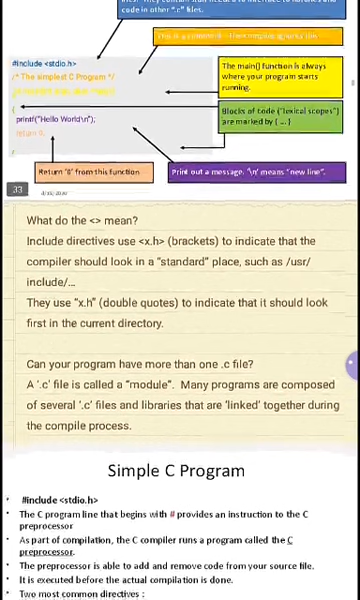 code in other ".c" files.
This is a comment. The compiler ignores this.
#include <stdio.h>
/* The simplest C Program */
The main() function is always
where your program starts
running.
{
Blocks of code ("lexical scopes")
are marked by { ... }
printf("Hello World\n");
return 0;
}
Return '0' from this function
Print out a message. '\n' means "new line".
33
What do the <> mean?
Include directives use <x.h> (brackets) to indicate that the
compiler should look in a "standard" place, such as /usr/
include/...
They use "x.h" (double quotes) to indicate that it should look
first in the current directory.
Can your program have more than one .c file?
A '.c' file is called a "module". Many programs are composed
of several '.c' files and libraries that are 'linked' together during
the compile process.
Simple C Program
• #include <stdio.h>
• The C program line that begins with # provides an instruction to the C
preprocessor
• As part of compilation, the C compiler runs a program called the C
preprocessor.
• The preprocessor is able to add and remove code from your source file.
• It is executed before the actual compilation is done.
• Two most common directives :